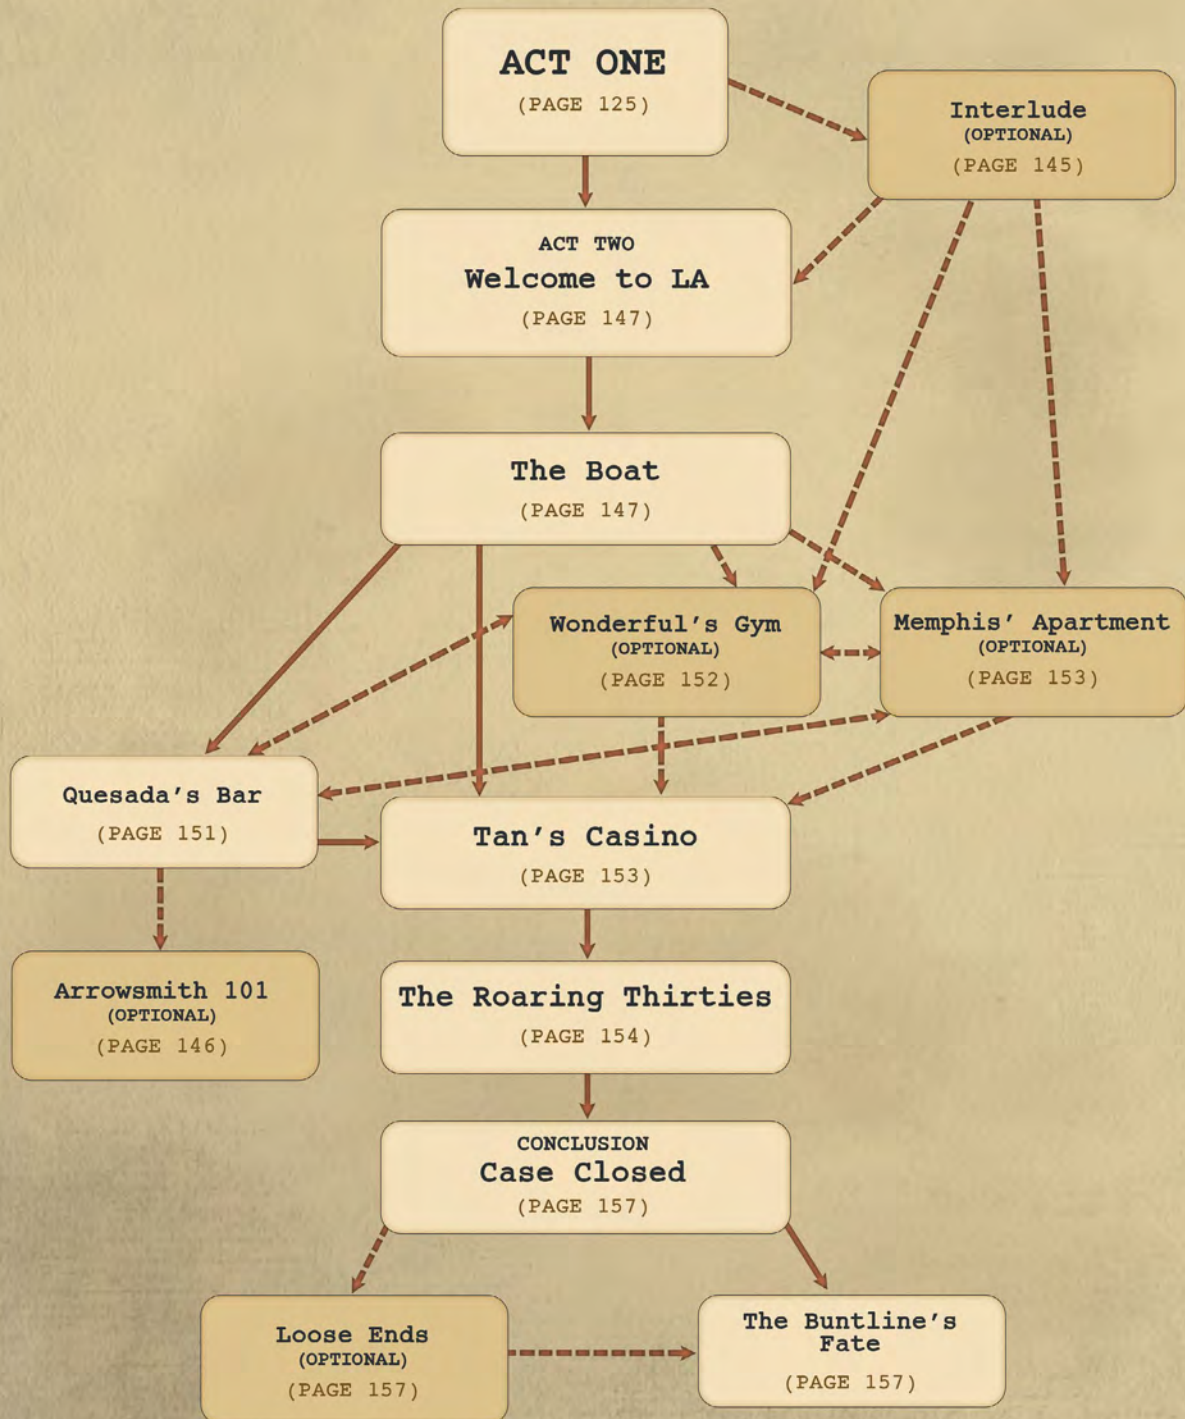 ACT ONE
(PAGE 125)
Interlude
(OPTIONAL)
(PAGE 145)
ACT TWO
Welcome to LA
(PAGE 147)
The Boat
(PAGE 147)
Wonderful's Gym
(OPTIONAL)
(PAGE 152)
Memphis' Apartment
(OPTIONAL)
(PAGE 153)
Quesada's Bar
(PAGE 151)
Tan's Casino
(PAGE 153)
Arrowsmith 101
(OPTIONAL)
(PAGE 146)
The Roaring Thirties
(PAGE 154)
CONCLUSION
Case Closed
(PAGE 157)
Loose Ends
(OPTIONAL)
(PAGE 157)
The Buntline's
Fate
(PAGE 157)